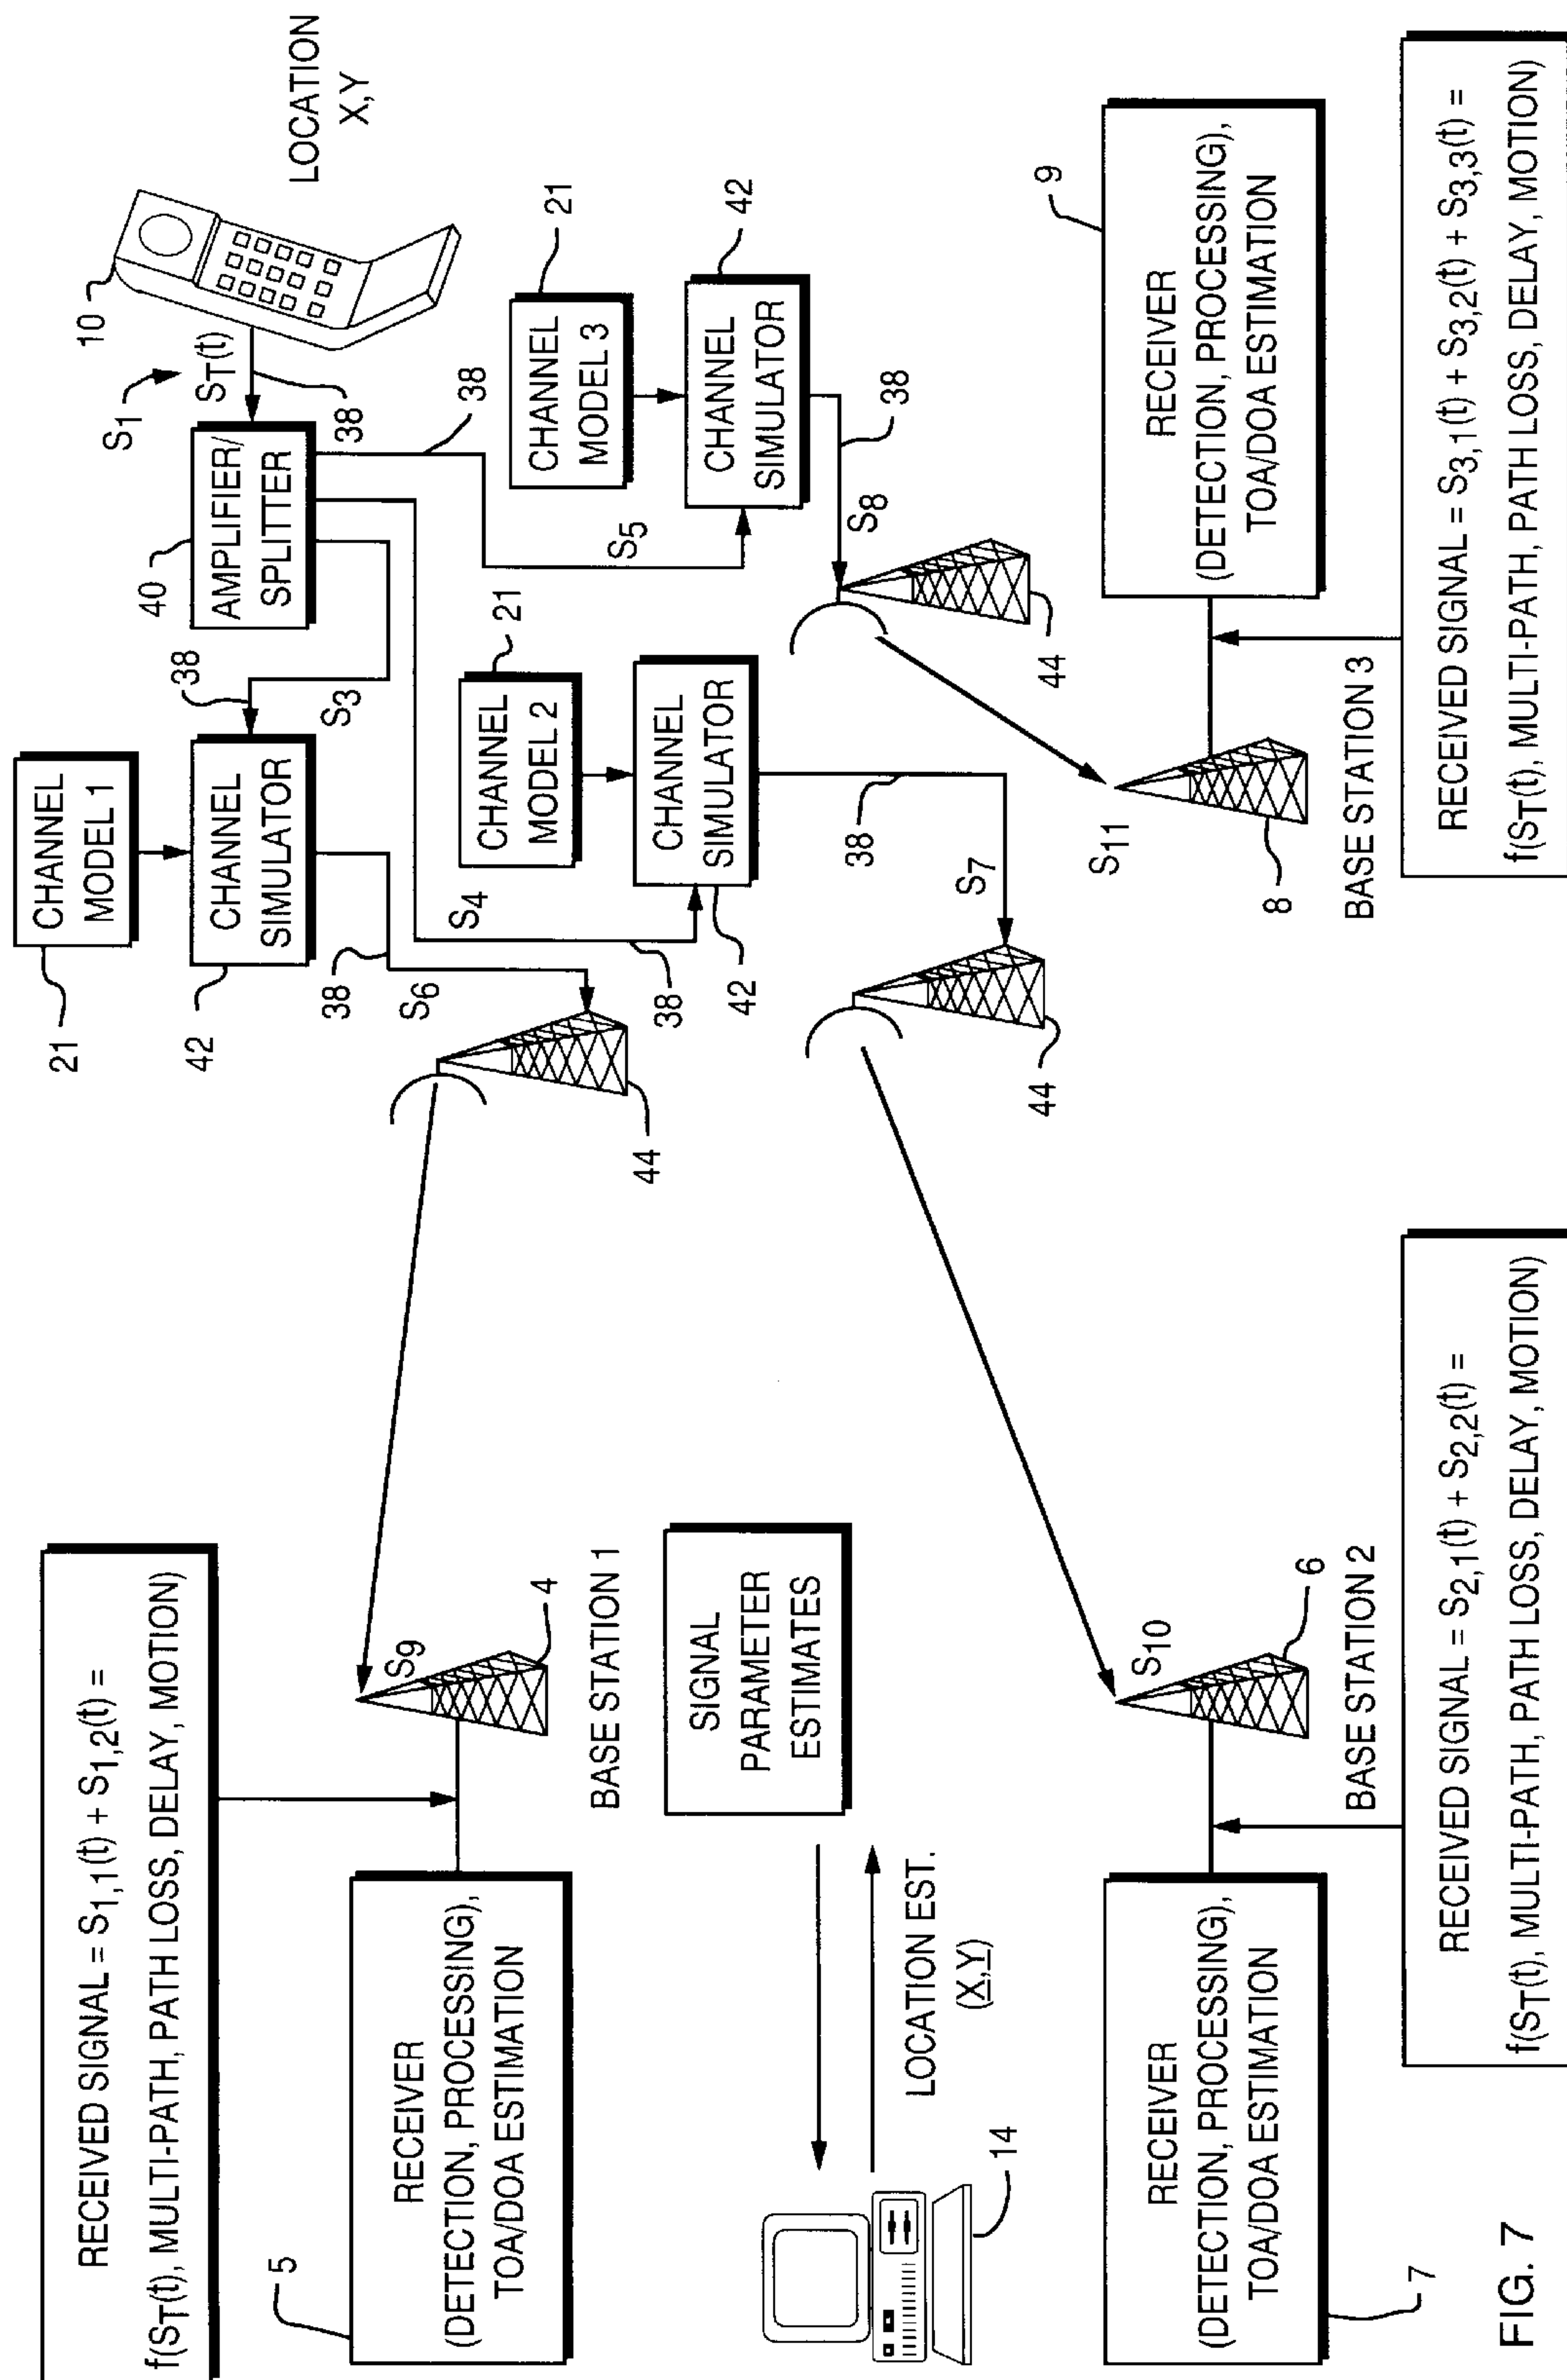 RECEIVED SIGNAL = S1,1(t) + S1,2(t) =
f(ST(t), MULTI-PATH, PATH LOSS, DELAY, MOTION)
5
RECEIVER
(DETECTION, PROCESSING),
TOA/DOA ESTIMATION
S9
4
BASE STATION 1
SIGNAL
PARAMETER
ESTIMATES
LOCATION EST.
(X,Y)
14
RECEIVER
(DETECTION, PROCESSING),
TOA/DOA ESTIMATION
7
S10
6
BASE STATION 2
RECEIVED SIGNAL = S2,1(t) + S2,2(t) =
f(ST(t), MULTI-PATH, PATH LOSS, DELAY, MOTION)
21
CHANNEL
MODEL 1
42
CHANNEL
SIMULATOR
38
S3
38
S6
44
40
AMPLIFIER/
SPLITTER
38
S1
ST(t)
10
LOCATION
X,Y
S4
38
21
CHANNEL
MODEL 2
CHANNEL
SIMULATOR
42
38
S7
44
38
S5
21
CHANNEL
MODEL 3
42
CHANNEL
SIMULATOR
38
S8
44
S11
8
BASE STATION 3
9
RECEIVER
(DETECTION, PROCESSING),
TOA/DOA ESTIMATION
RECEIVED SIGNAL = S3,1(t) + S3,2(t) + S3,3(t) =
f(ST(t), MULTI-PATH, PATH LOSS, DELAY, MOTION)
FIG. 7